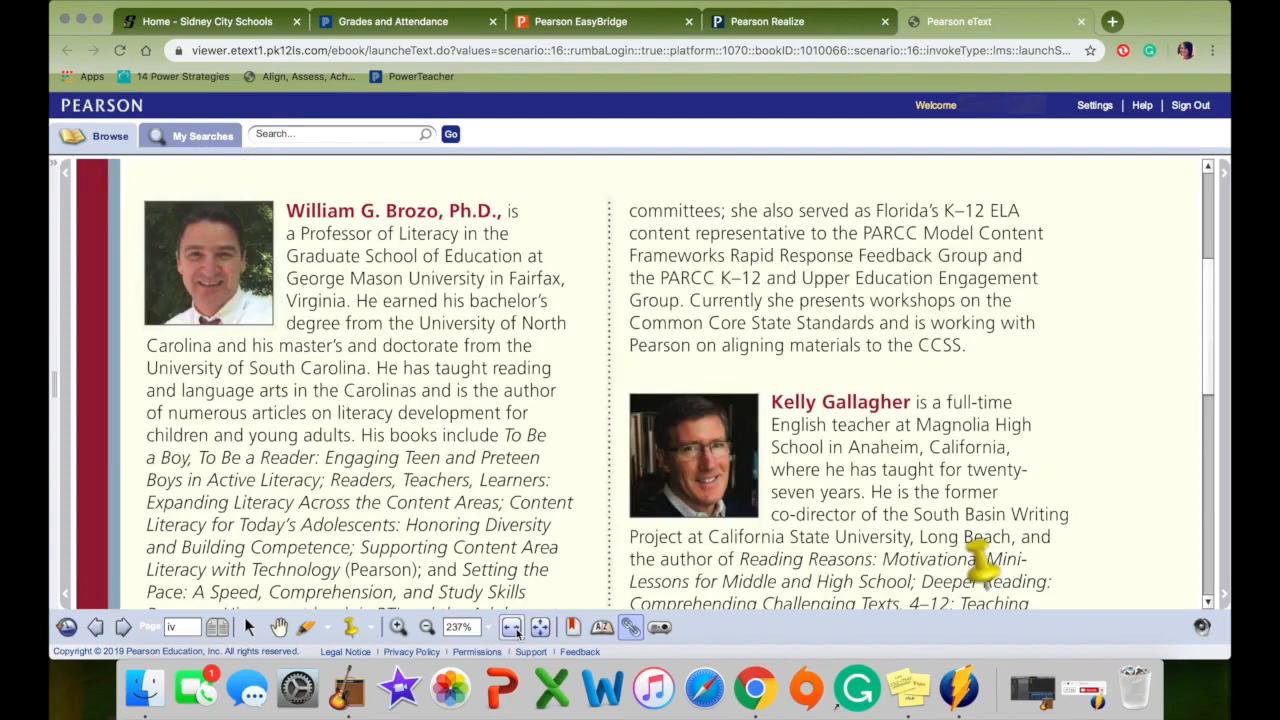 Home - Sidney City Schools
Grades and Attendance
Pearson EasyBridge
Pearson Realize
Pearson eText
viewer.etext1.pk12ls.com/ebook/launcheText.do?values=scenario::16::rumbaLogin::true::platform::1070::bookID::1010066::scenario::16::invokeType::lms::launchS...
Apps
14 Power Strategies
Align, Assess, Ach...
PowerTeacher
PEARSON
Welcome
Settings | Help | Sign Out
Browse
My Searches
Search...
Go
William G. Brozo, Ph.D., is
a Professor of Literacy in the
Graduate School of Education at
George Mason University in Fairfax,
Virginia. He earned his bachelor's
degree from the University of North
Carolina and his master's and doctorate from the
University of South Carolina. He has taught reading
and language arts in the Carolinas and is the author
of numerous articles on literacy development for
children and young adults. His books include To Be
a Boy, To Be a Reader: Engaging Teen and Preteen
Boys in Active Literacy; Readers, Teachers, Learners:
Expanding Literacy Across the Content Areas; Content
Literacy for Today's Adolescents: Honoring Diversity
and Building Competence; Supporting Content Area
Literacy with Technology (Pearson); and Setting the
Pace: A Speed, Comprehension, and Study Skills
committees; she also served as Florida's K–12 ELA
content representative to the PARCC Model Content
Frameworks Rapid Response Feedback Group and
the PARCC K–12 and Upper Education Engagement
Group. Currently she presents workshops on the
Common Core State Standards and is working with
Pearson on aligning materials to the CCSS.
Kelly Gallagher is a full-time
English teacher at Magnolia High
School in Anaheim, California,
where he has taught for twenty-
seven years. He is the former
co-director of the South Basin Writing
Project at California State University, Long Beach, and
the author of Reading Reasons: Motivational Mini-
Lessons for Middle and High School; Deeper Reading:
Comprehending Challenging Texts, 4–12; Teaching
Page iv
237%
AZ
Copyright © 2019 Pearson Education, Inc. All rights reserved.
Legal Notice | Privacy Policy | Permissions | Support | Feedback
1